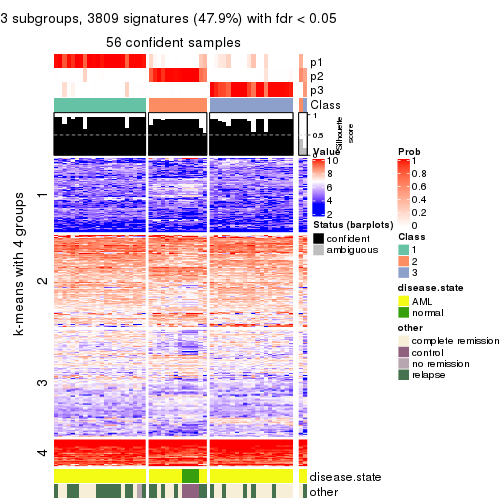 3 subgroups, 3809 signatures (47.9%) with fdr < 0.05
56 confident samples
p1
p2
p3
Class
1
0.5
0
Silhouette
score
k-means with 4 groups
1
2
3
4
disease.state
other
Value
10
8
6
4
2
Status (barplots)
confident
ambiguous
Prob
1
0.8
0.6
0.4
0.2
0
Class
1
2
3
disease.state
AML
normal
other
complete remission
control
no remission
relapse